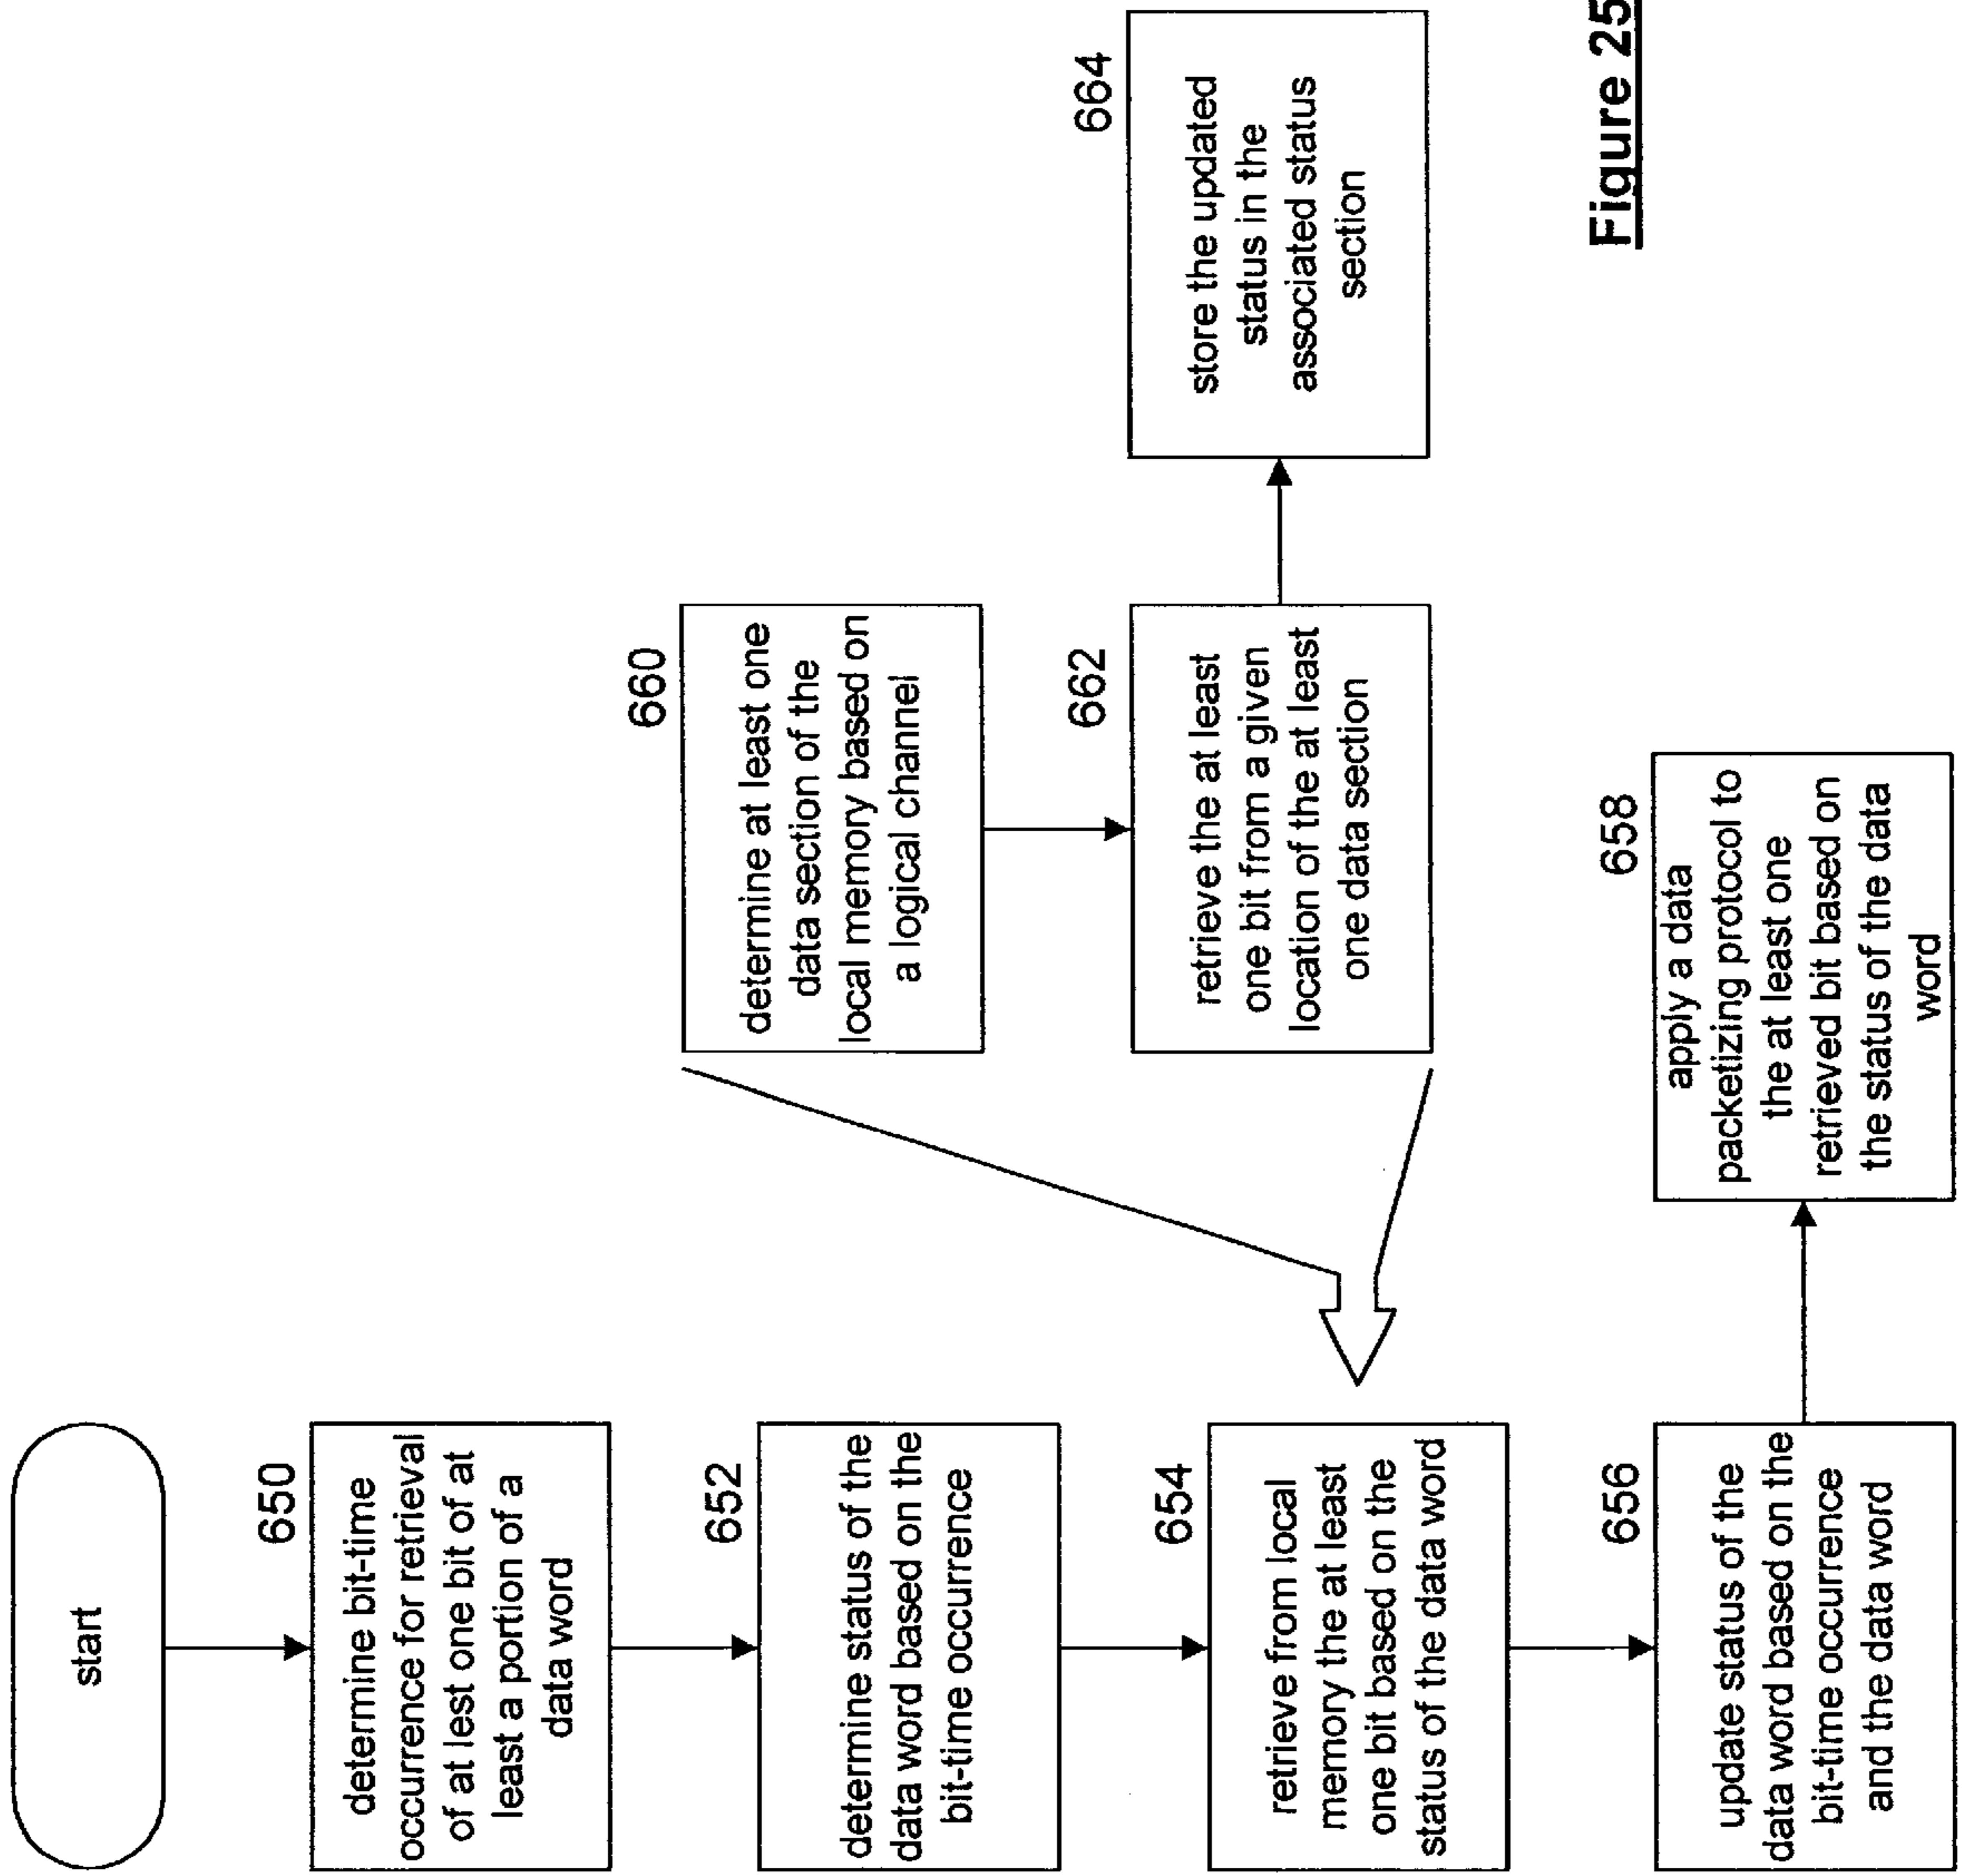 start
650
determine bit-time
occurrence for retrieval
of at lest one bit of at
least a portion of a
data word
652
determine status of the
data word based on the
bit-time occurrence
654
retrieve from local
memory the at least
one bit based on the
status of the data word
656
update status of the
data word based on the
bit-time occurrence
and the data word
658
apply a data
packetizing protocol to
the at least one
retrieved bit based on
the status of the data
word
660
determine at least one
data section of the
local memory based on
a logical channel
662
retrieve the at least
one bit from a given
location of the at least
one data section
664
store the updated
status in the
associated status
section
Figure 25